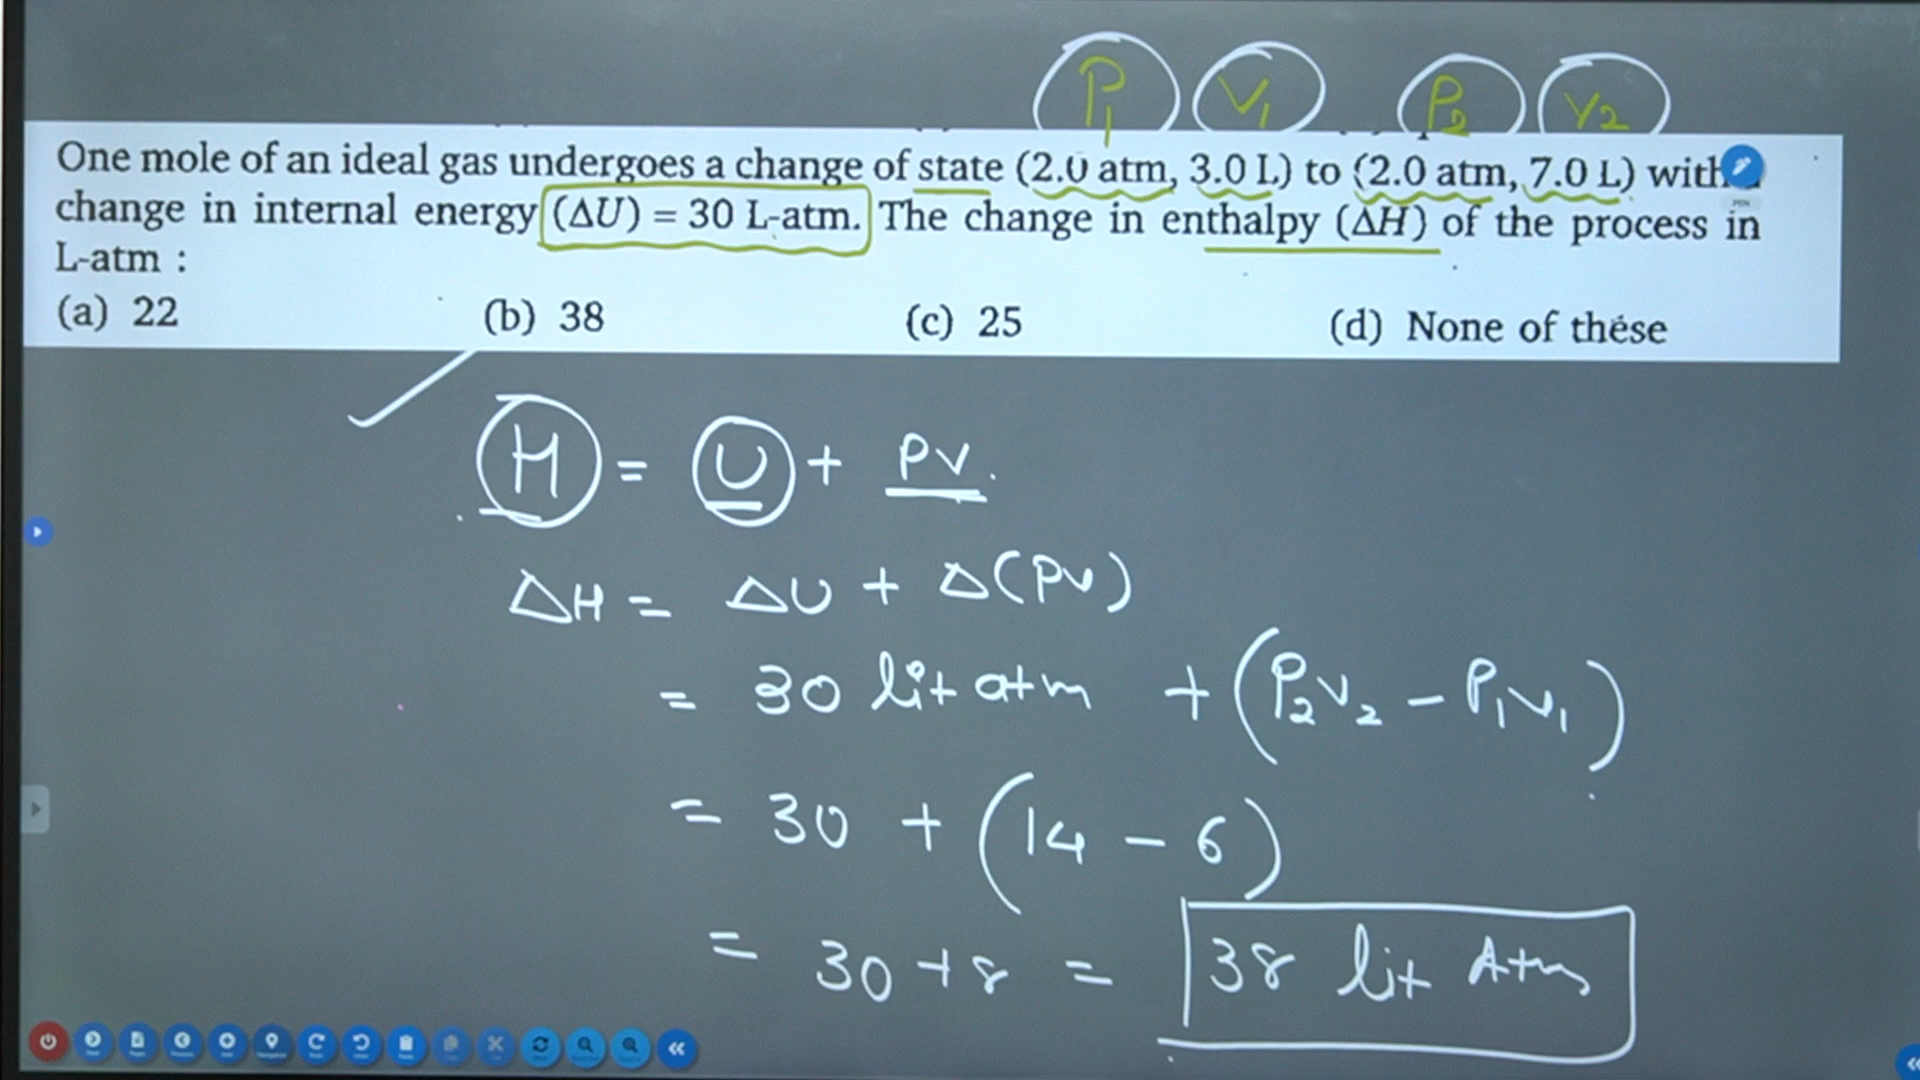 P₁ V₁ P₂ V₂
One mole of an ideal gas undergoes a change of state (2.0 atm, 3.0 L) to (2.0 atm, 7.0 L) with
change in internal energy (ΔU) = 30 L-atm. The change in enthalpy (ΔH) of the process in
L-atm :
(a) 22 (b) 38 (c) 25 (d) None of these
H = U + PV.
ΔH = ΔU + Δ(PV)
= 30 lit atm + (P₂V₂ - P₁V₁)
= 30 + (14 - 6)
= 30 + 8 = 38 lit Atm